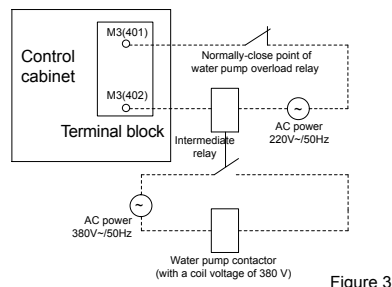 M3(401)
Control
cabinet
Normally-close point of
water pump overload relay
M3(402)
Terminal block
Intermediate
relay
~
AC power
220V~/50Hz
~
AC power
380V~/50Hz
Water pump contactor
(with a coil voltage of 380 V)
Figure 3